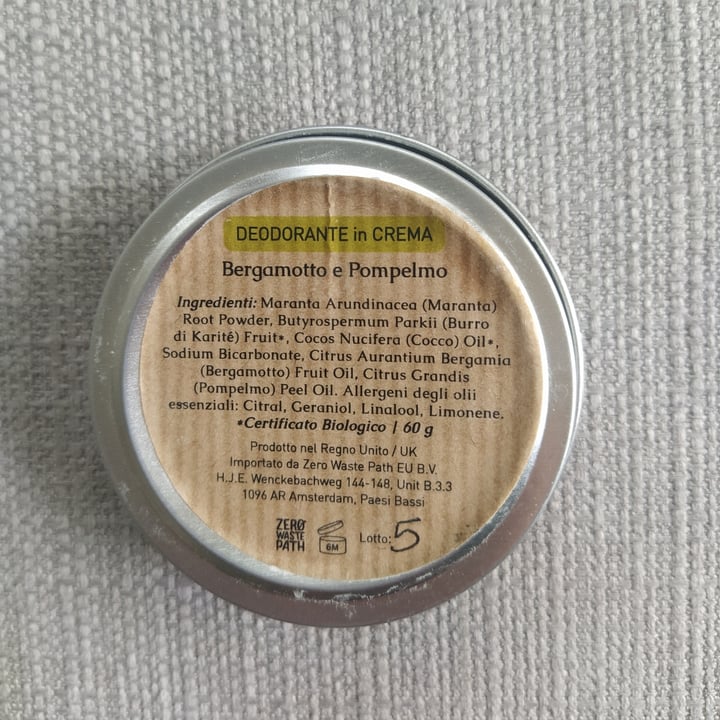 DEODORANTE in CREMA
Bergamotto e Pompelmo
Ingredienti: Maranta Arundinacea (Maranta)
Root Powder, Butyrospermum Parkii (Burro
di Karité) Fruit*, Cocos Nucifera (Cocco) Oil*,
Sodium Bicarbonate, Citrus Aurantium Bergamia
(Bergamotto) Fruit Oil, Citrus Grandis
(Pompelmo) Peel Oil. Allergeni degli olii
essenziali: Citral, Geraniol, Linalool, Limonene.
*Certificato Biologico | 60 g
Prodotto nel Regno Unito / UK
Importato da Zero Waste Path EU B.V.
H.J.E. Wenckebachweg 144-148, Unit B.3.3
1096 AR Amsterdam, Paesi Bassi
ZERO
WASTE
PATH
6M
Lotto: 5